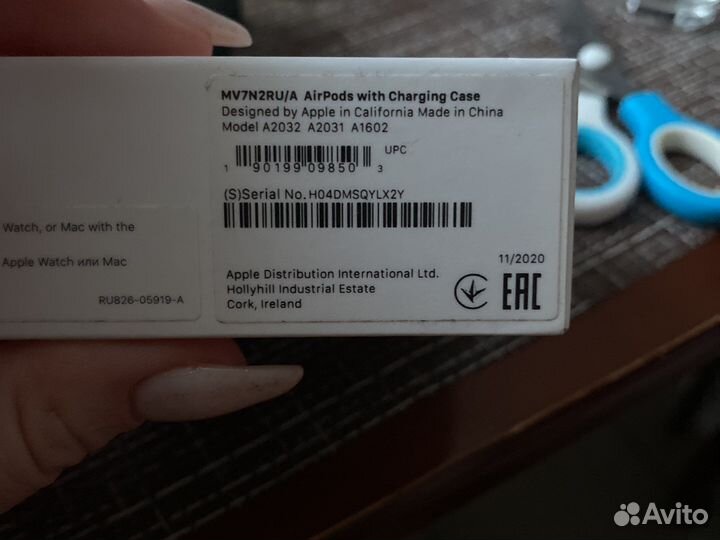 MV7N2RU/A AirPods with Charging Case
Designed by Apple in California Made in China
Model A2032 A2031 A1602
UPC
1 90199 09850 3
(S)Serial No. H04DMSQYLX2Y
Watch, or Mac with the
Apple Watch или Mac
RU826-05919-A
11/2020
Apple Distribution International Ltd.
Hollyhill Industrial Estate
Cork, Ireland
EAC
Avito